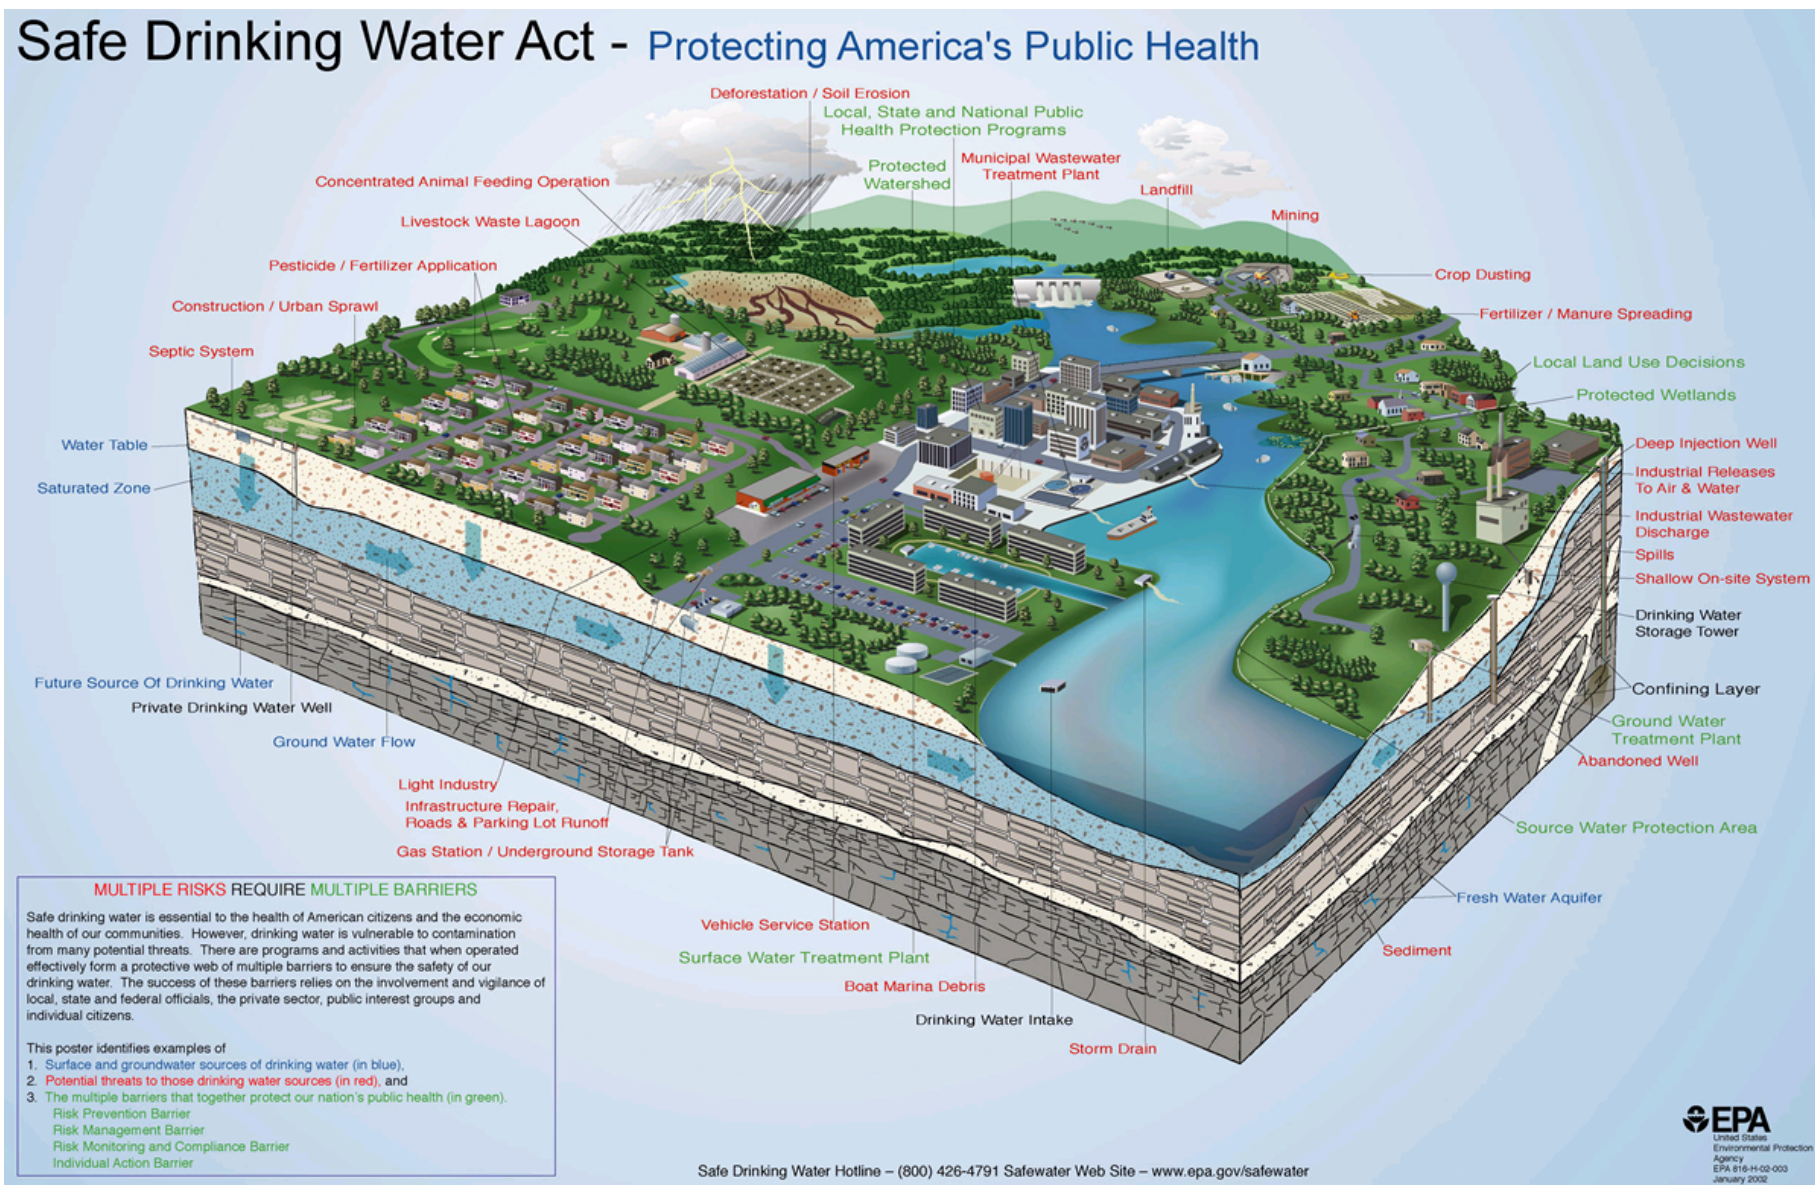 Safe Drinking Water Act - Protecting America's Public Health
Deforestation / Soil Erosion
Local, State and National Public
Health Protection Programs
Protected
Watershed
Municipal Wastewater
Treatment Plant
Landfill
Mining
Concentrated Animal Feeding Operation
Livestock Waste Lagoon
Pesticide / Fertilizer Application
Construction / Urban Sprawl
Septic System
Crop Dusting
Fertilizer / Manure Spreading
Local Land Use Decisions
Protected Wetlands
Water Table
Saturated Zone
Deep Injection Well
Industrial Releases
To Air & Water
Industrial Wastewater
Discharge
Spills
Shallow On-site System
Drinking Water
Storage Tower
Confining Layer
Ground Water
Treatment Plant
Abandoned Well
Source Water Protection Area
Fresh Water Aquifer
Sediment
Future Source Of Drinking Water
Private Drinking Water Well
Ground Water Flow
Light Industry
Infrastructure Repair,
Roads & Parking Lot Runoff
Gas Station / Underground Storage Tank
Vehicle Service Station
Surface Water Treatment Plant
Boat Marina Debris
Drinking Water Intake
Storm Drain
MULTIPLE RISKS REQUIRE MULTIPLE BARRIERS
Safe drinking water is essential to the health of American citizens and the economic
health of our communities. However, drinking water is vulnerable to contamination
from many potential threats. There are programs and activities that when operated
effectively form a protective web of multiple barriers to ensure the safety of our
drinking water. The success of these barriers relies on the involvement and vigilance of
local, state and federal officials, the private sector, public interest groups and
individual citizens.
This poster identifies examples of
1. Surface and groundwater sources of drinking water (in blue),
2. Potential threats to those drinking water sources (in red), and
3. The multiple barriers that together protect our nation's public health (in green).
Risk Prevention Barrier
Risk Management Barrier
Risk Monitoring and Compliance Barrier
Individual Action Barrier
Safe Drinking Water Hotline – (800) 426-4791 Safewater Web Site – www.epa.gov/safewater
EPA
United States
Environmental Protection
Agency
EPA 816-H-02-003
January 2002